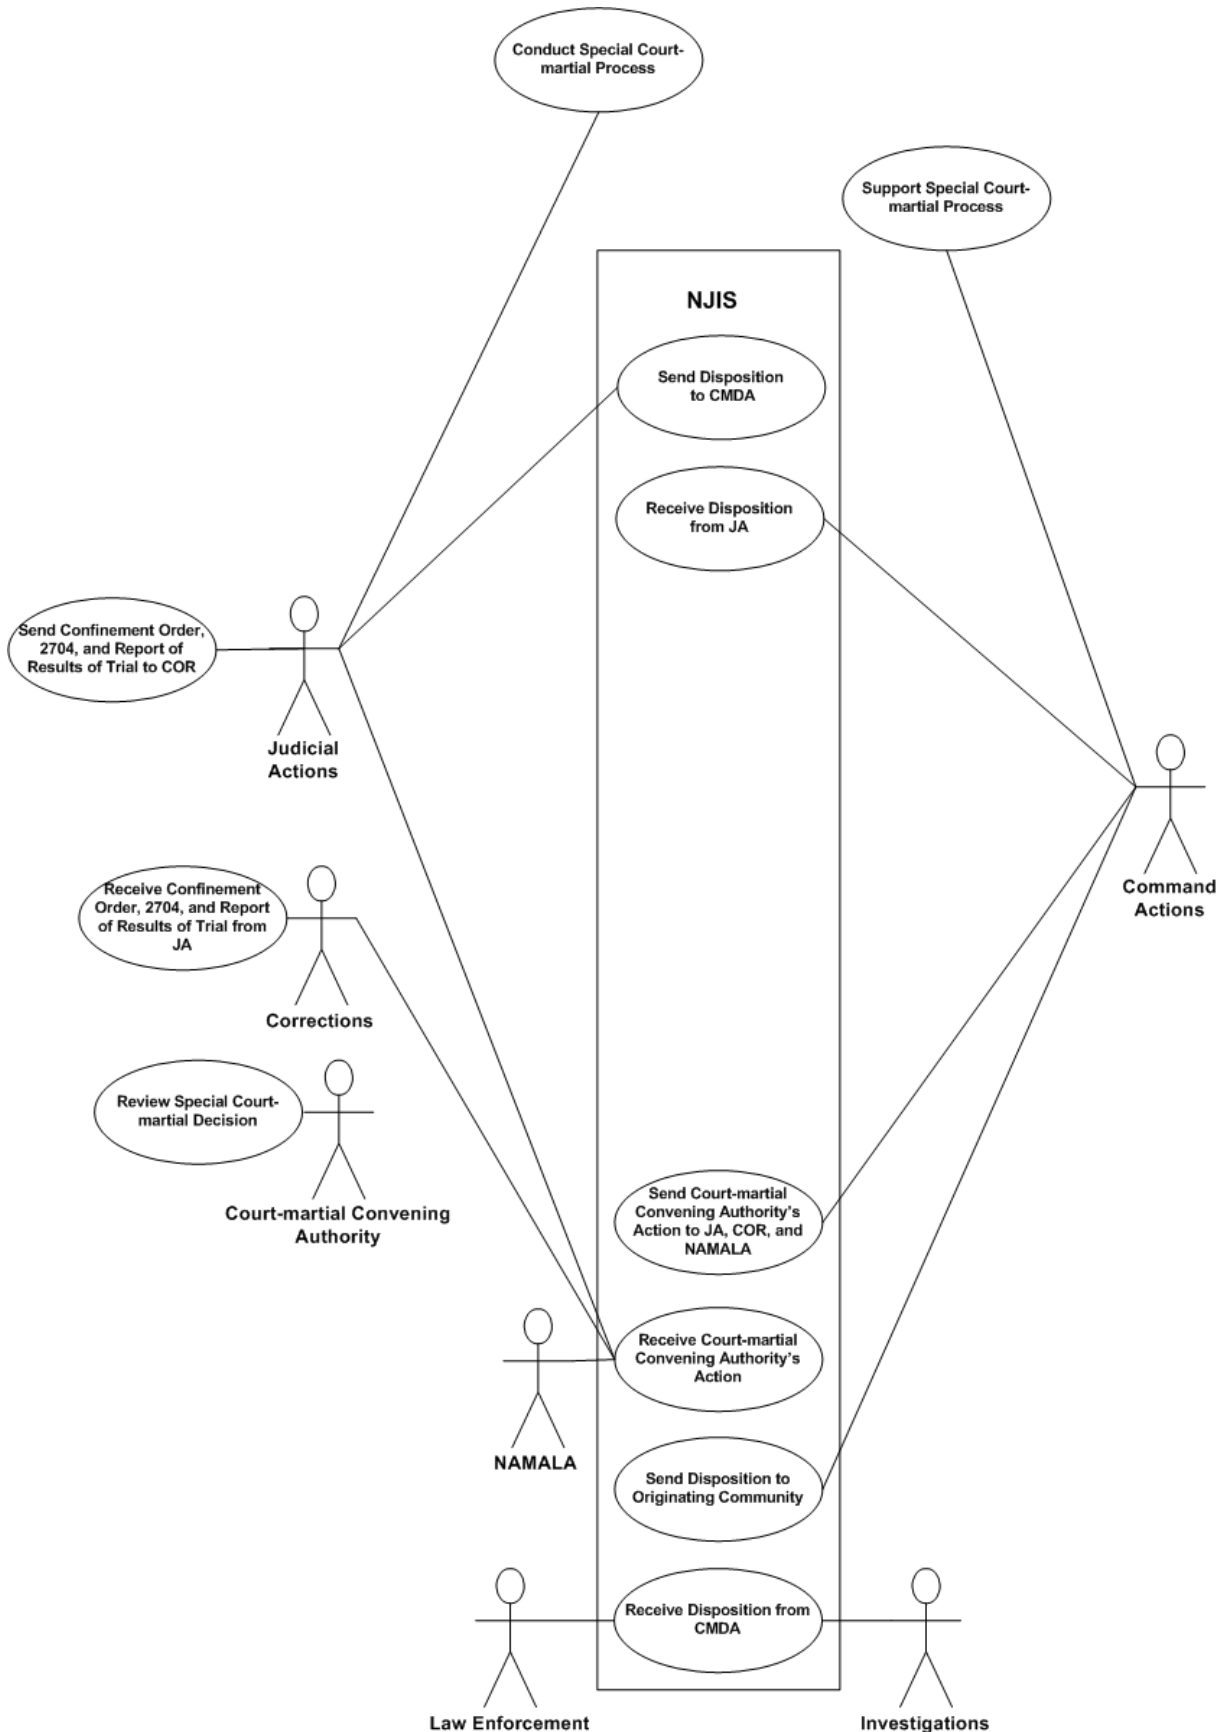 Conduct Special Court-
martial Process
Support Special Court-
martial Process
NJIS
Send Disposition
to CMDA
Receive Disposition
from JA
Send Confinement Order,
2704, and Report of
Results of Trial to COR
Judicial
Actions
Command
Actions
Receive Confinement
Order, 2704, and Report
of Results of Trial from
JA
Corrections
Review Special Court-
martial Decision
Court-martial Convening
Authority
Send Court-martial
Convening Authority's
Action to JA, COR, and
NAMALA
Receive Court-martial
Convening Authority's
Action
NAMALA
Send Disposition to
Originating Community
Receive Disposition from
CMDA
Law Enforcement
Investigations